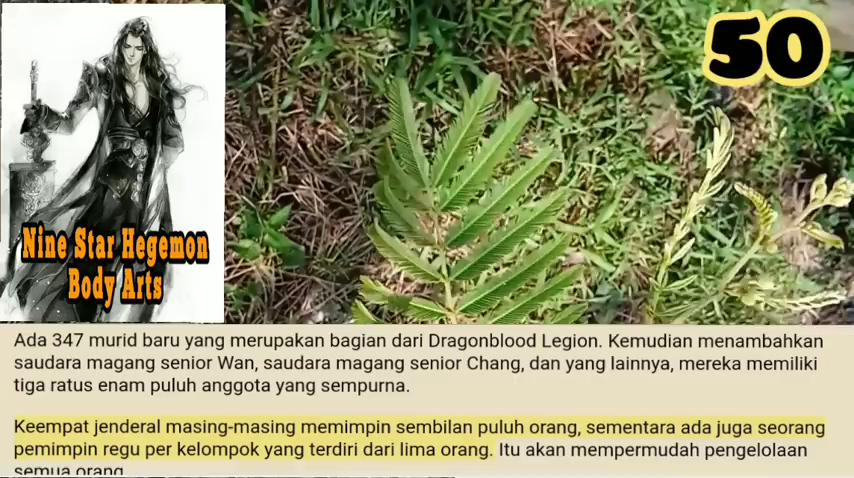 50
Nine Star Hegemon
Body Arts
Ada 347 murid baru yang merupakan bagian dari Dragonblood Legion. Kemudian menambahkan
saudara magang senior Wan, saudara magang senior Chang, dan yang lainnya, mereka memiliki
tiga ratus enam puluh anggota yang sempurna.
Keempat jenderal masing-masing memimpin sembilan puluh orang, sementara ada juga seorang
pemimpin regu per kelompok yang terdiri dari lima orang. Itu akan mempermudah pengelolaan
semua orang.